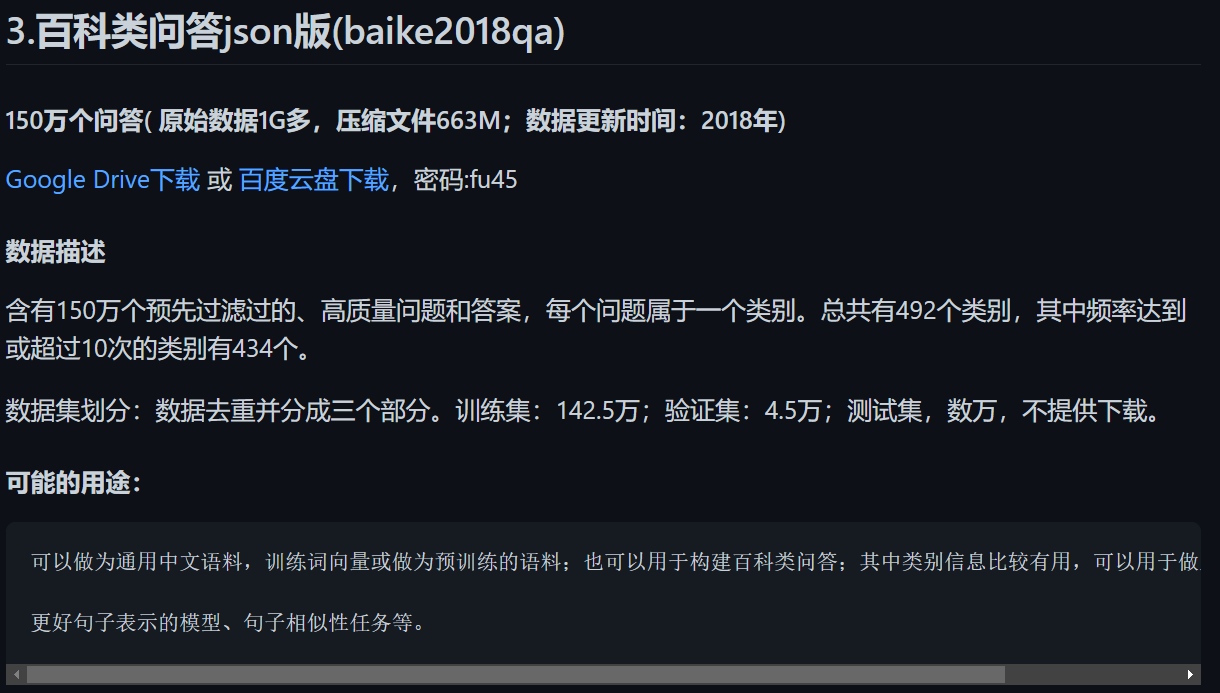 3.百科类问答json版(baike2018qa)
150万个问答( 原始数据1G多，压缩文件663M；数据更新时间：2018年)
Google Drive下载 或 百度云盘下载，密码:fu45
数据描述
含有150万个预先过滤过的、高质量问题和答案，每个问题属于一个类别。总共有492个类别，其中频率达到
或超过10次的类别有434个。
数据集划分：数据去重并分成三个部分。训练集：142.5万；验证集：4.5万；测试集，数万，不提供下载。
可能的用途：
可以做为通用中文语料，训练词向量或做为预训练的语料；也可以用于构建百科类问答；其中类别信息比较有用，可以用于做
更好句子表示的模型、句子相似性任务等。